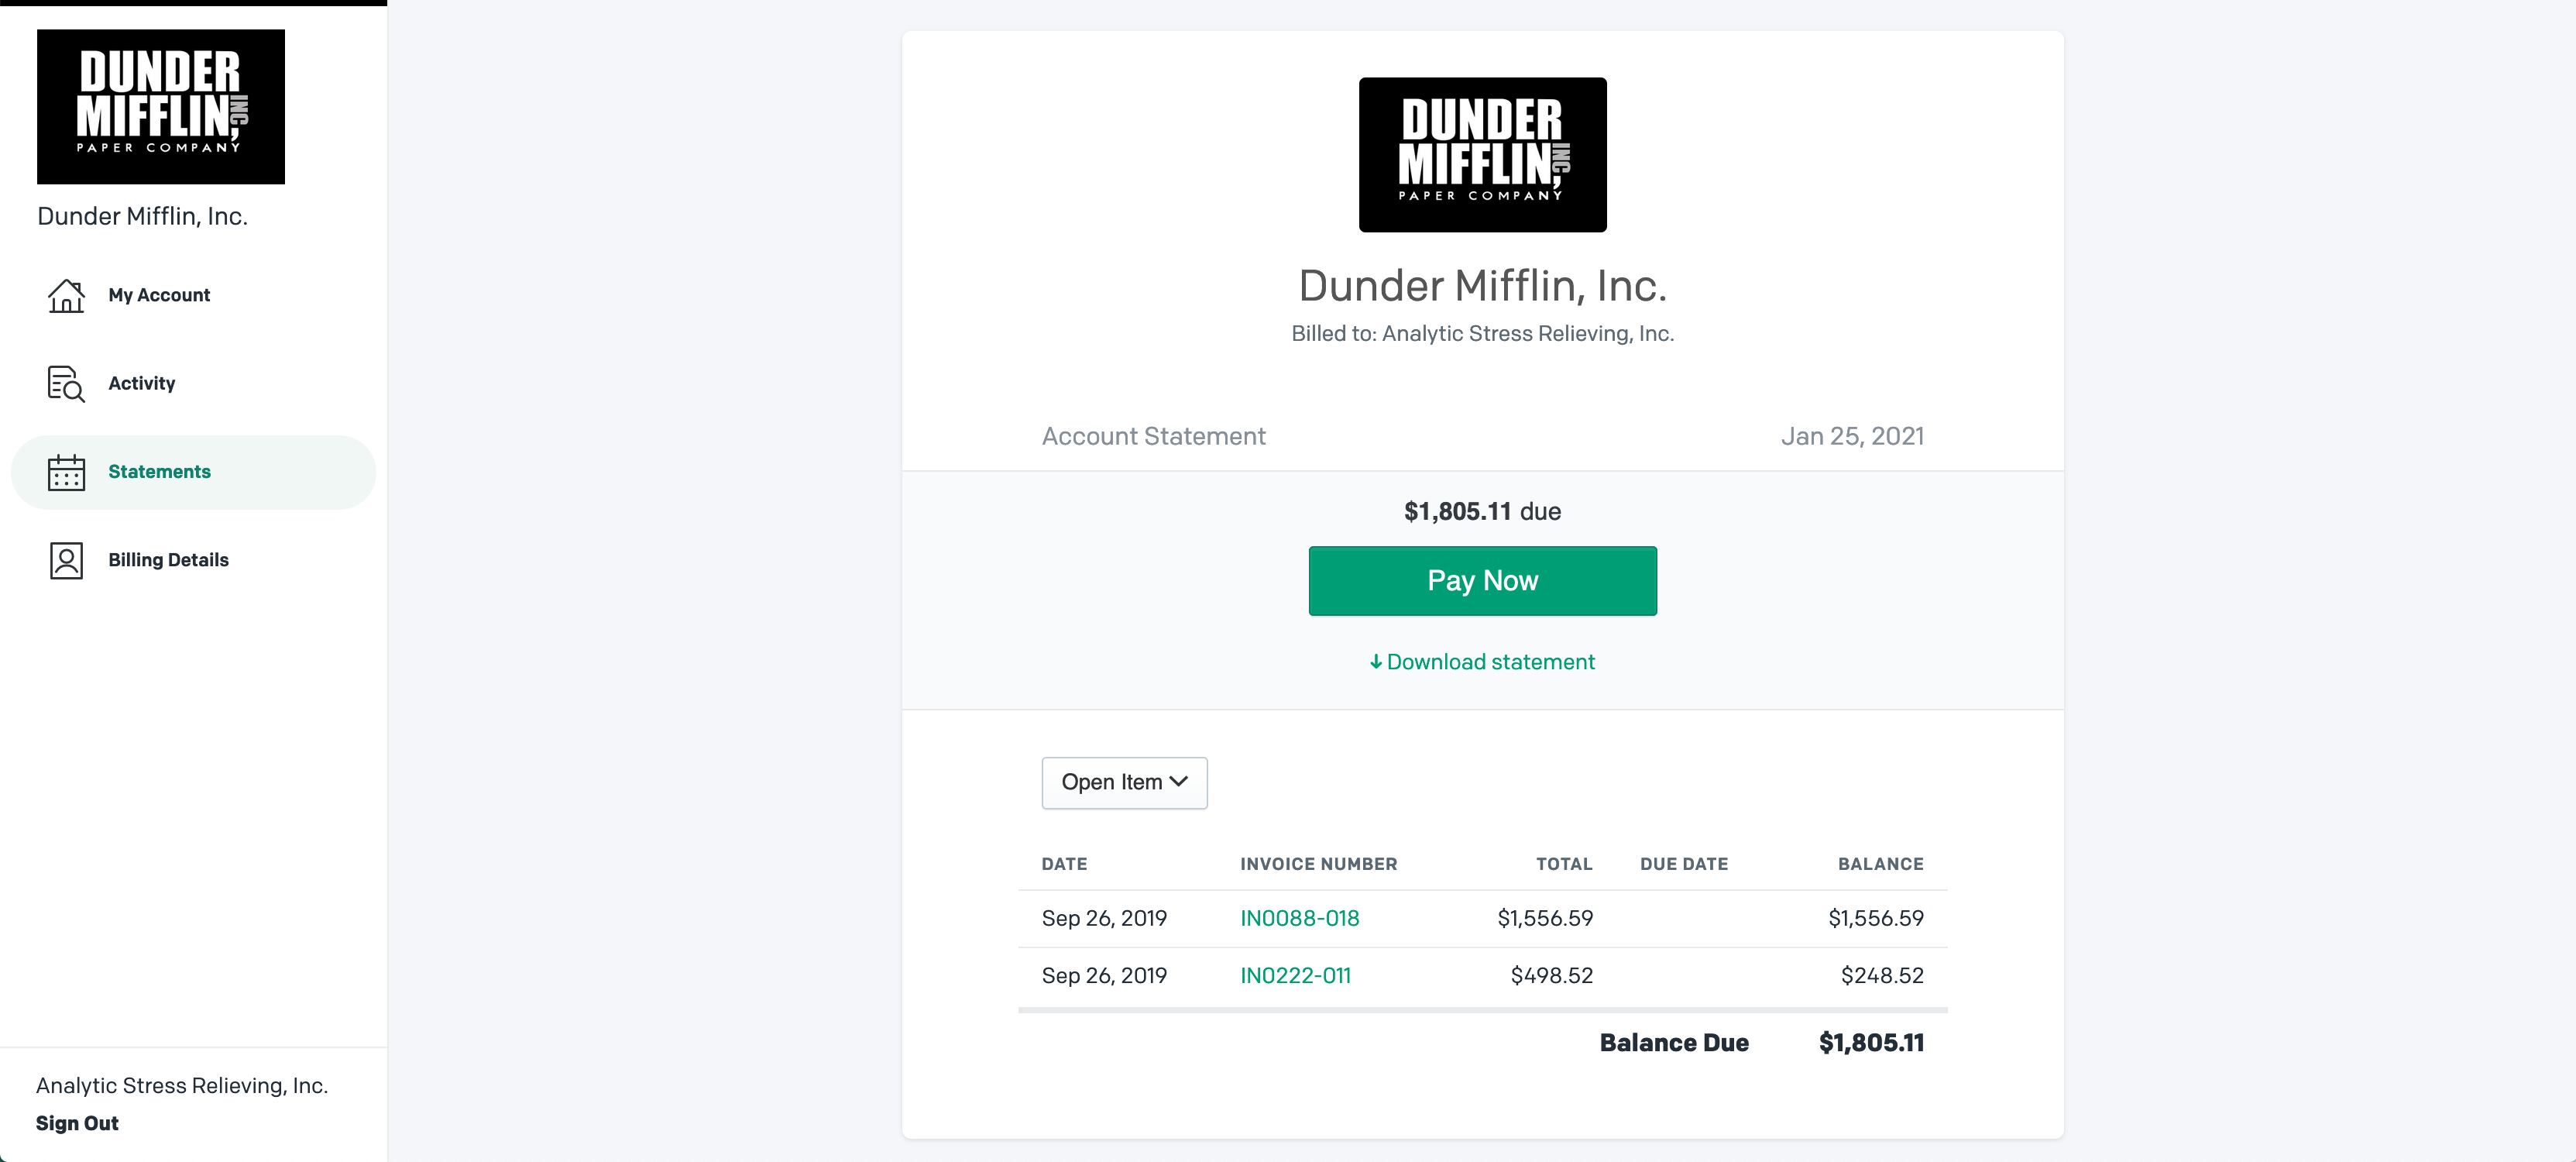 DUNDER
MIFFLIN, INC
PAPER COMPANY
Dunder Mifflin, Inc.
My Account
Activity
Statements
Billing Details
Analytic Stress Relieving, Inc.
Sign Out
DUNDER
MIFFLIN, INC
PAPER COMPANY
Dunder Mifflin, Inc.
Billed to: Analytic Stress Relieving, Inc.
Account Statement Jan 25, 2021
$1,805.11 due
Pay Now
Download statement
Open Item
DATE INVOICE NUMBER TOTAL DUE DATE BALANCE
Sep 26, 2019 IN0088-018 $1,556.59 $1,556.59
Sep 26, 2019 IN0222-011 $498.52 $248.52
Balance Due $1,805.11